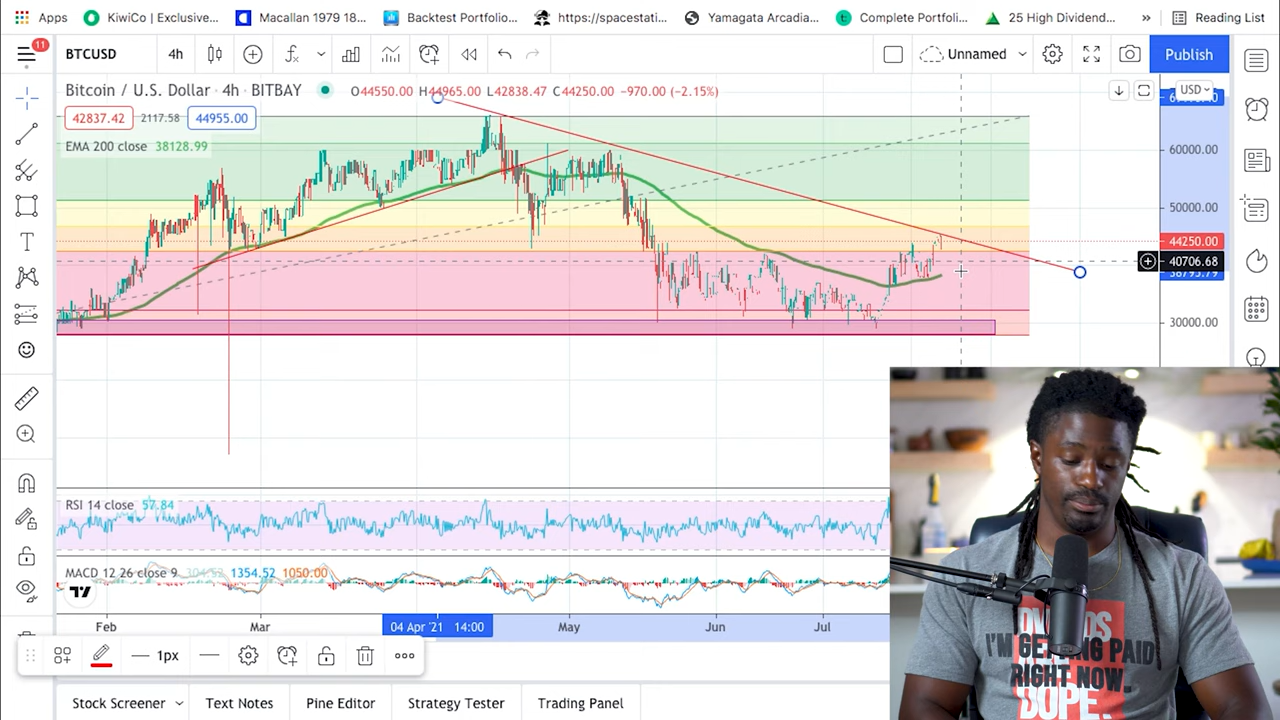 Apps KiwiCo | Exclusive... Macallan 1979 18... Backtest Portfolio... https://spacestati... Yamagata Arcadia... Complete Portfoli... 25 High Dividend... » Reading List
11
BTCUSD 4h Unnamed Publish
Bitcoin / U.S. Dollar · 4h · BITBAY O44550.00 H44965.00 L42838.47 C44250.00 −970.00 (−2.15%) USD
42837.42 2117.58 44955.00
EMA 200 close 38128.99
60000.00
50000.00
44250.00
40706.68
38795.79
30000.00
RSI 14 close 57.84
MACD 12 26 close 9 304.52 1354.52 1050.00
Feb Mar 04 Apr '21 14:00 May Jun Jul
1px
Stock Screener Text Notes Pine Editor Strategy Tester Trading Panel
I'M GETTING PAID
RIGHT NOW.
DOPE.